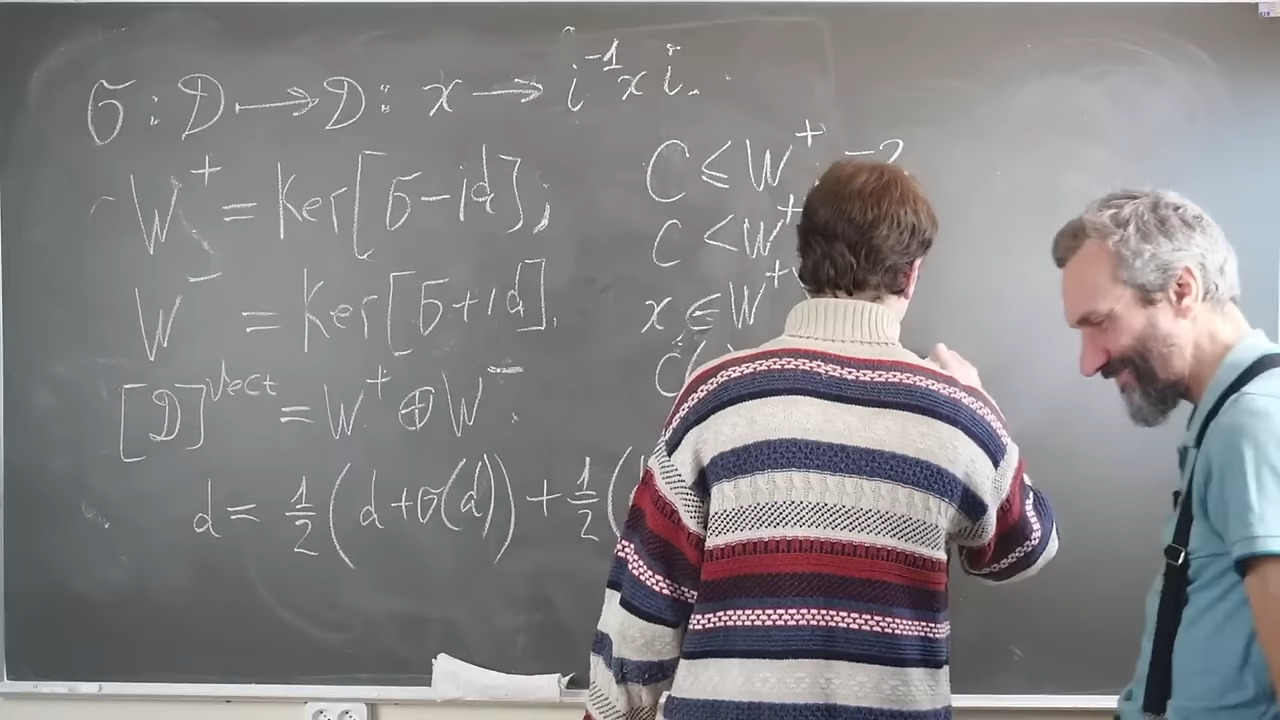 σ : D ⟼ D : x → i⁻¹ x i.
W⁺ = Ker[σ-id];
W⁻ = Ker[σ+id].
[D]ᵛᵉᶜᵗ = W⁺ ⊕ W⁻.
d = 1/2 (d+σ(d)) + 1/2 (
C ≤ W⁺ -?
C < W⁺
x ∈ W⁺\
C(